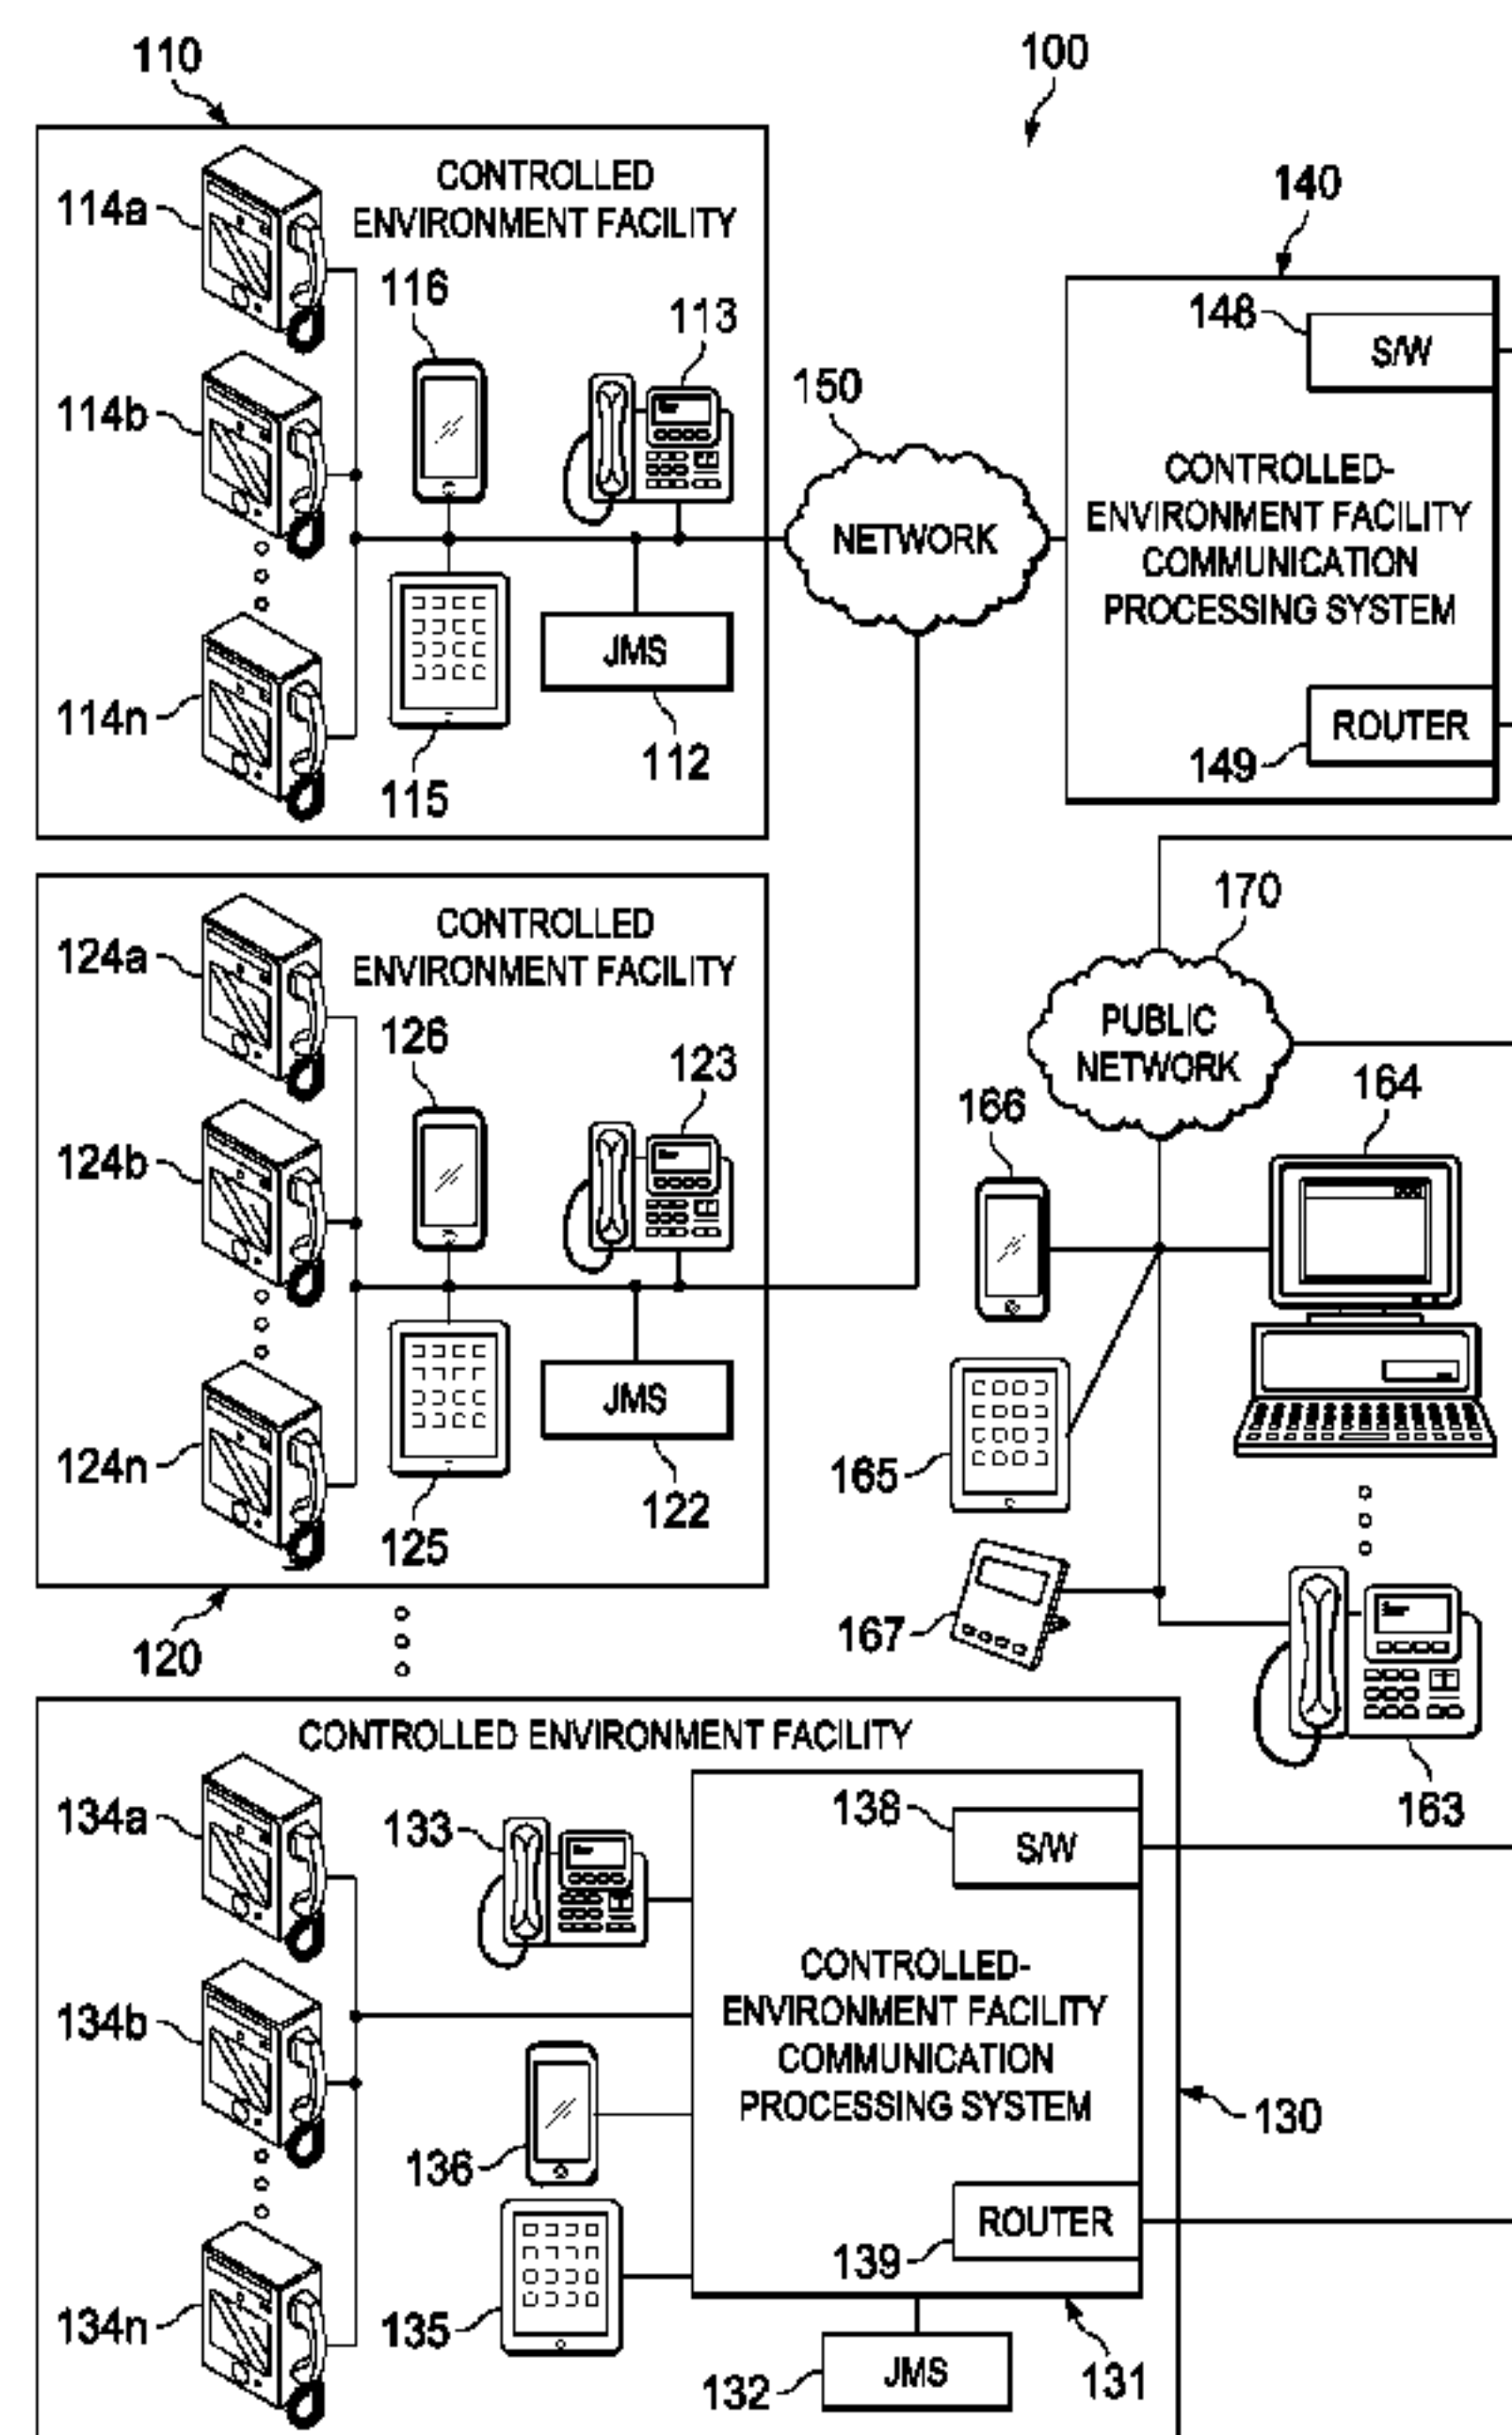 110
100
CONTROLLED
ENVIRONMENT FACILITY
114a
116
113
114b
114n
JMS
115
112
150
NETWORK
140
148
S/W
CONTROLLED-
ENVIRONMENT FACILITY
COMMUNICATION
PROCESSING SYSTEM
ROUTER
149
CONTROLLED
ENVIRONMENT FACILITY
124a
126
123
124b
124n
JMS
125
122
120
170
PUBLIC
NETWORK
166
164
165
167
163
CONTROLLED ENVIRONMENT FACILITY
134a
133
138
S/W
134b
CONTROLLED-
ENVIRONMENT FACILITY
COMMUNICATION
PROCESSING SYSTEM
130
136
ROUTER
139
134n
135
132
JMS
131